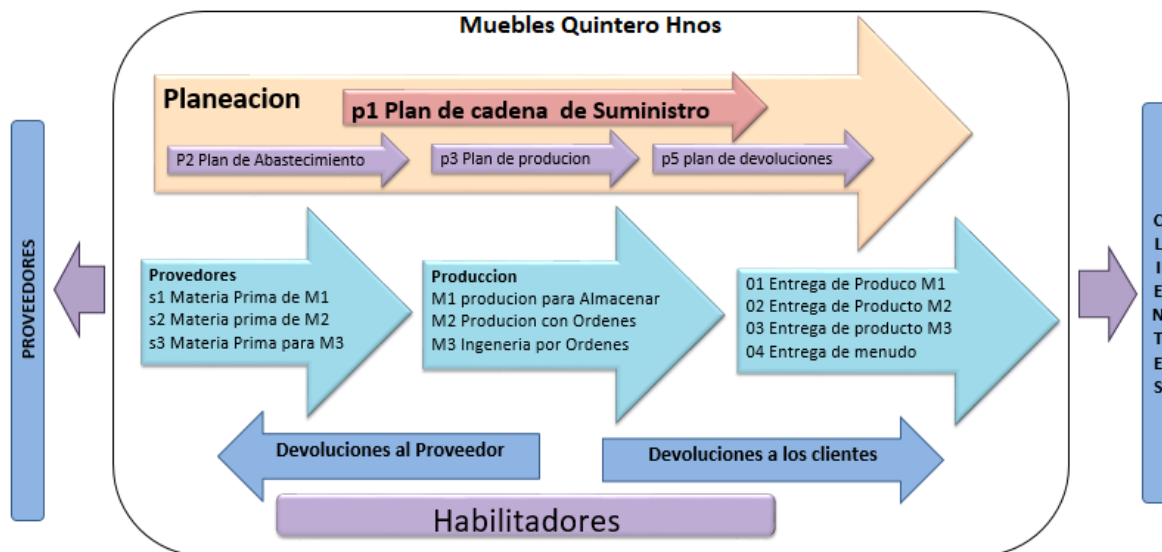 Muebles Quintero Hnos
Planeacion
p1 Plan de cadena de Suministro
P2 Plan de Abastecimiento
p3 Plan de producion
p5 plan de devoluciones
PROVEEDORES
Provedores
s1 Materia Prima de M1
s2 Materia prima de M2
s3 Materia Prima para M3
Produccion
M1 producion para Almacenar
M2 Producion con Ordenes
M3 Ingeneria por Ordenes
01 Entrega de Produco M1
02 Entrega de Producto M2
03 Entrega de producto M3
04 Entrega de menudo
CLIENTES
Devoluciones al Proveedor
Devoluciones a los clientes
Habilitadores